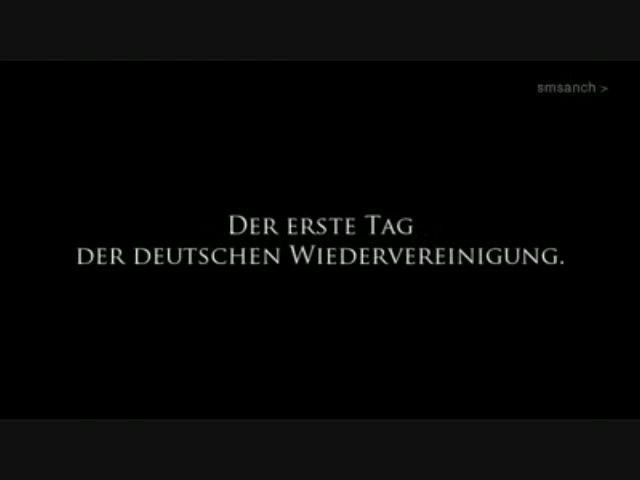 smsanch >
Der erste Tag
der deutschen Wiedervereinigung.